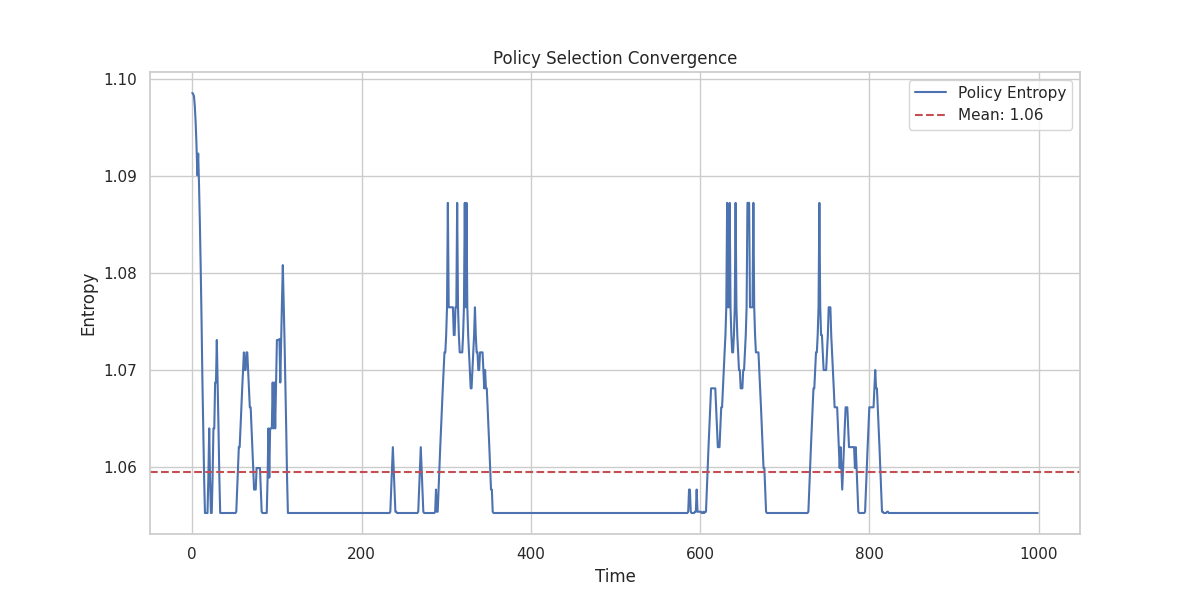 Policy Selection Convergence
1.10
1.09
1.08
1.07
1.06
Entropy
Policy Entropy
Mean: 1.06
0
200
400
600
800
1000
Time